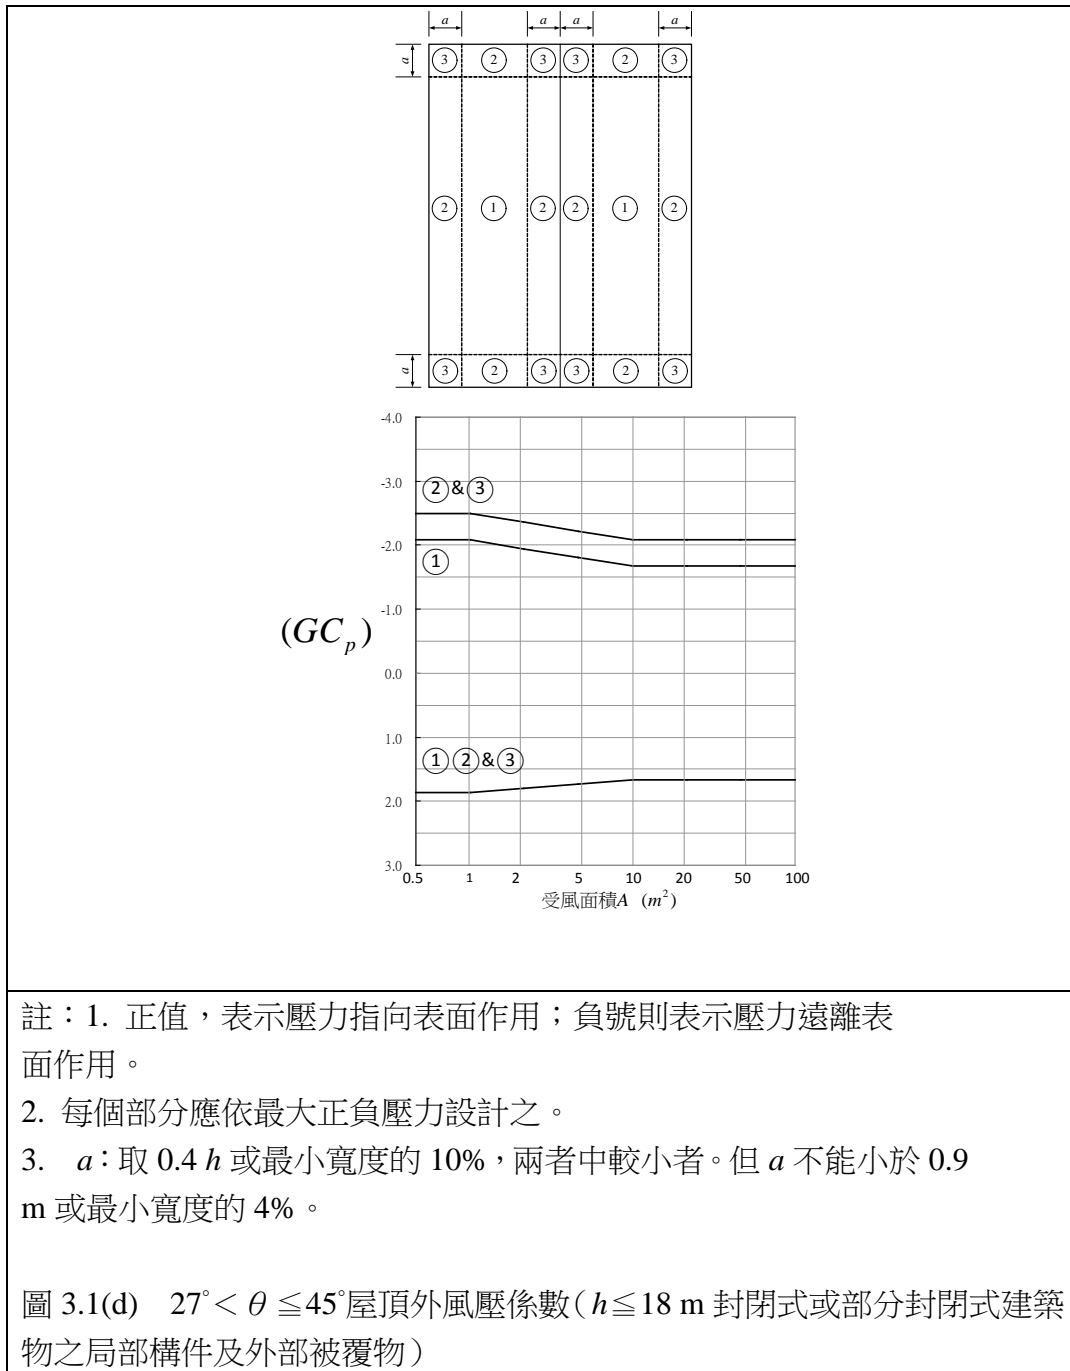 a a a a
a ③ ② ③ ③ ② ③
② ① ② ② ① ②
a ③ ② ③ ③ ② ③
-4.0
-3.0
②&③
-2.0
①
-1.0
(GC_p)
0.0
1.0
①②&③
2.0
3.0
0.5 1 2 5 10 20 50 100
受風面積A (m²)
註：1. 正值，表示壓力指向表面作用；負號則表示壓力遠離表
面作用。
2. 每個部分應依最大正負壓力設計之。
3. a：取 0.4 h 或最小寬度的 10%，兩者中較小者。但 a 不能小於 0.9
m 或最小寬度的 4%。
圖 3.1(d) 27°< θ ≦45°屋頂外風壓係數（h≦18 m 封閉式或部分封閉式建築
物之局部構件及外部被覆物）